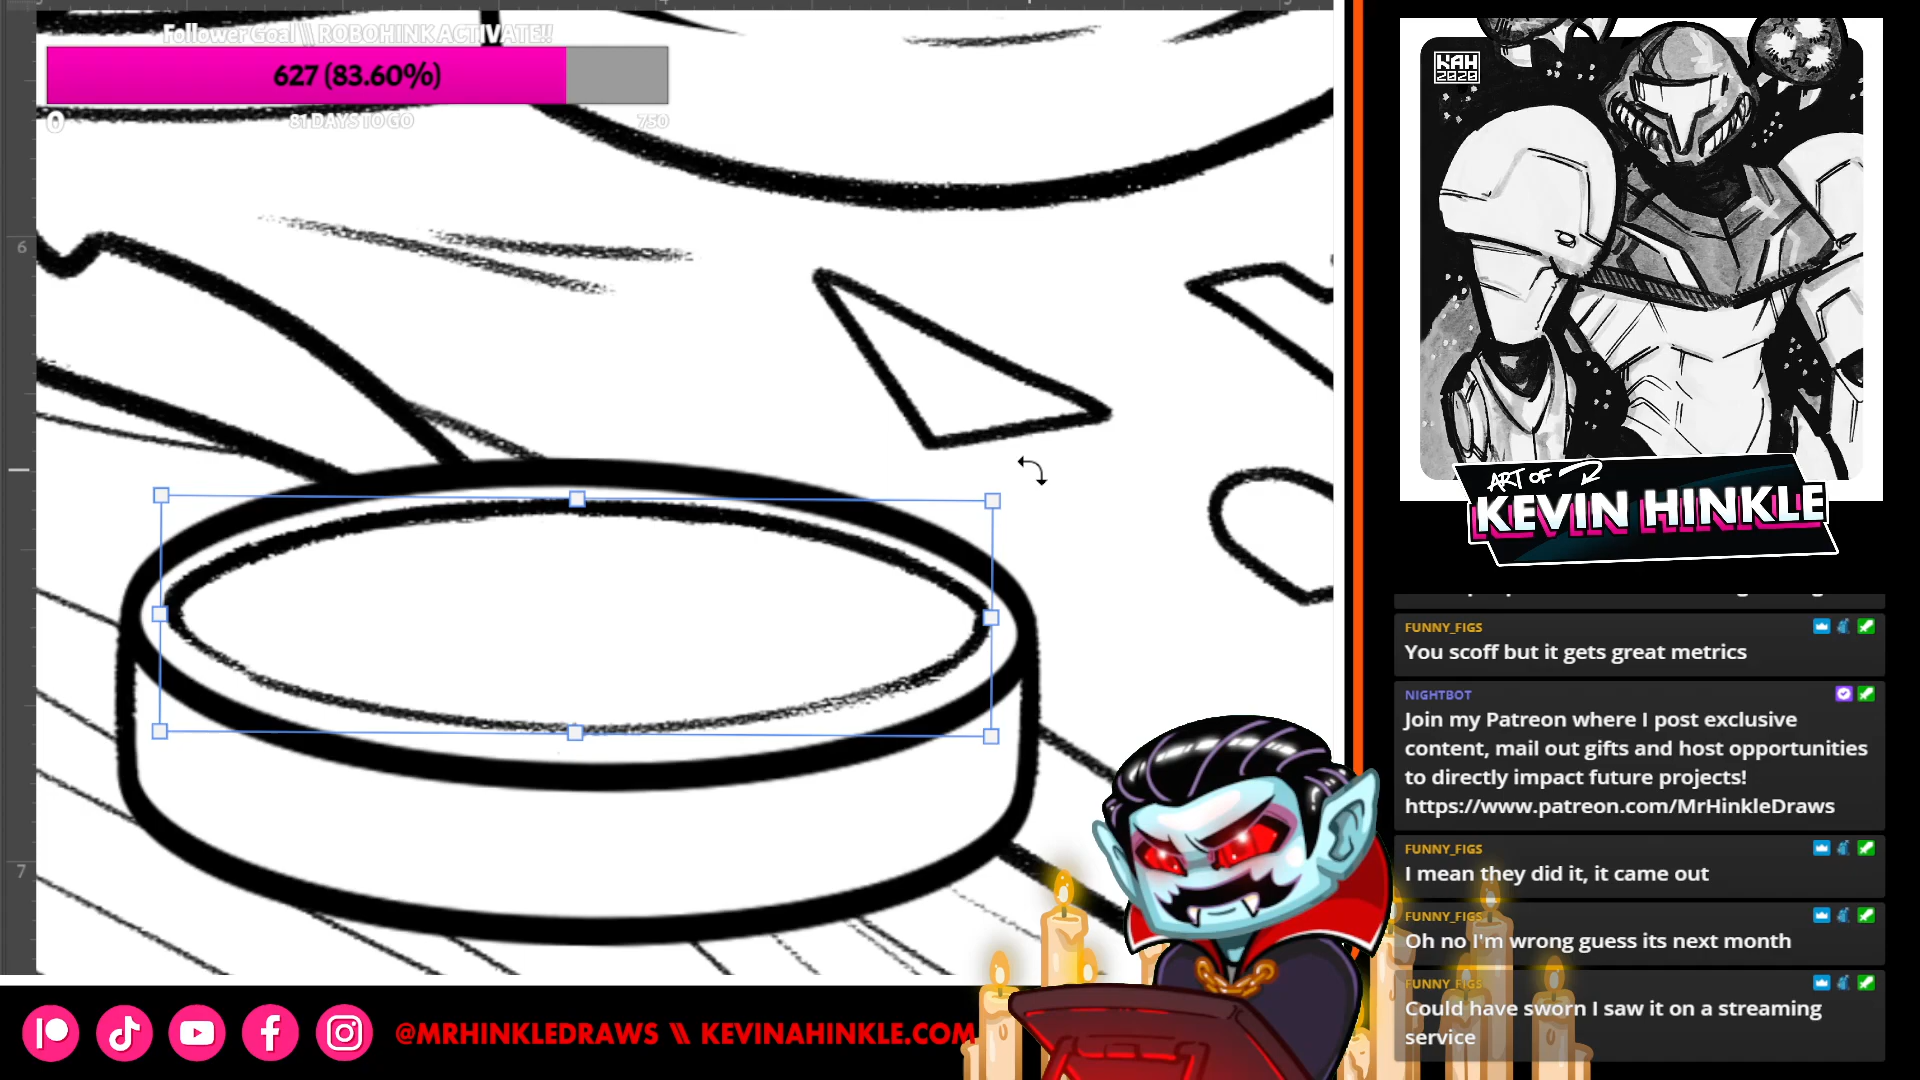 Follower Goal \\ ROBOHINK ACTIVATE!!
627 (83.60%)
0
81 DAYS TO GO
750
6
7
KAH
2020
ART OF
KEVIN HINKLE
FUNNY_FIGS
You scoff but it gets great metrics
NIGHTBOT
Join my Patreon where I post exclusive
content, mail out gifts and host opportunities
to directly impact future projects!
https://www.patreon.com/MrHinkleDraws
FUNNY_FIGS
I mean they did it, it came out
FUNNY_FIGS
Oh no I'm wrong guess its next month
FUNNY_FIGS
Could have sworn I saw it on a streaming
service
@MRHINKLEDRAWS \\ KEVINAHINKLE.COM